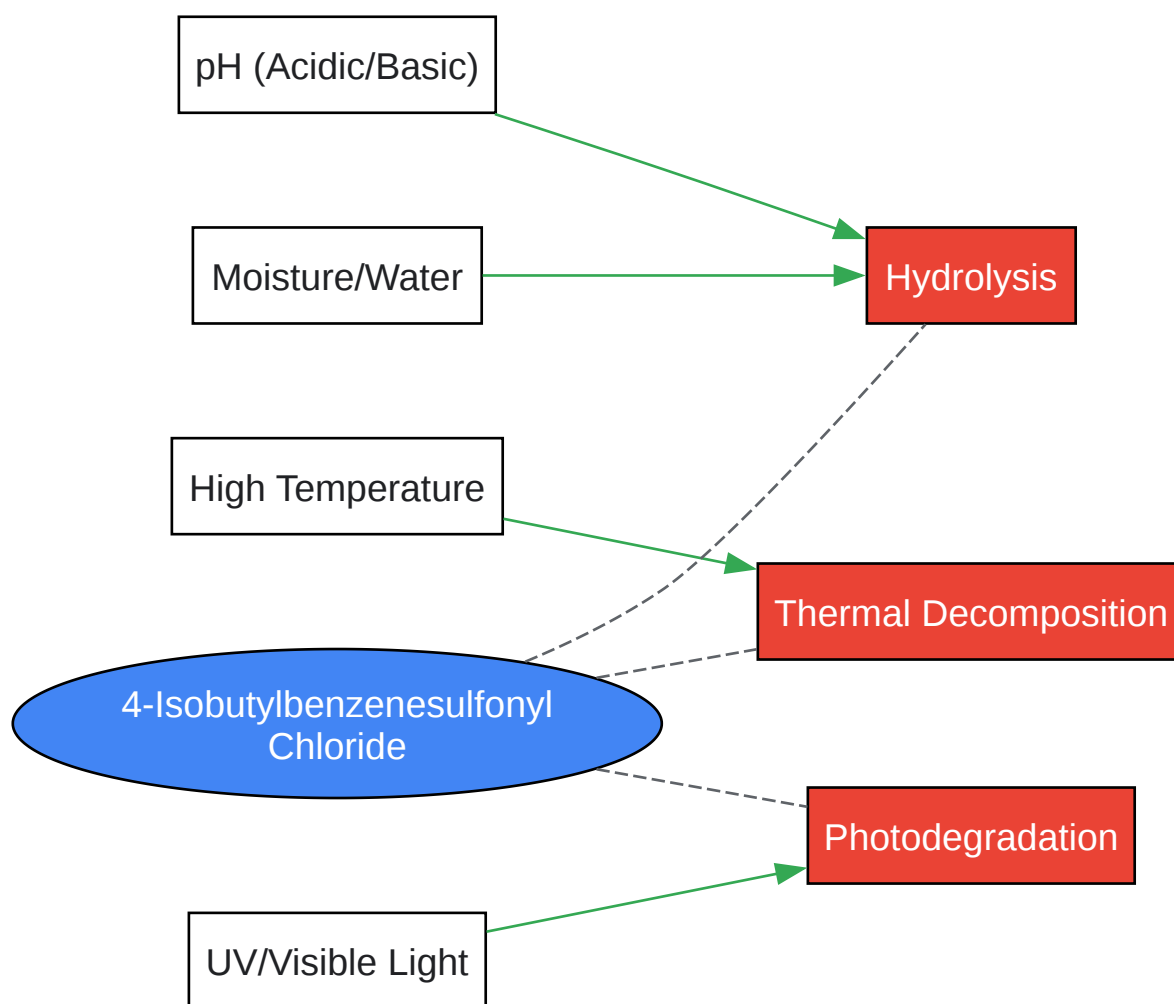 pH (Acidic/Basic)
Moisture/Water
Hydrolysis
High Temperature
Thermal Decomposition
4-Isobutylbenzenesulfonyl
Chloride
Photodegradation
UV/Visible Light